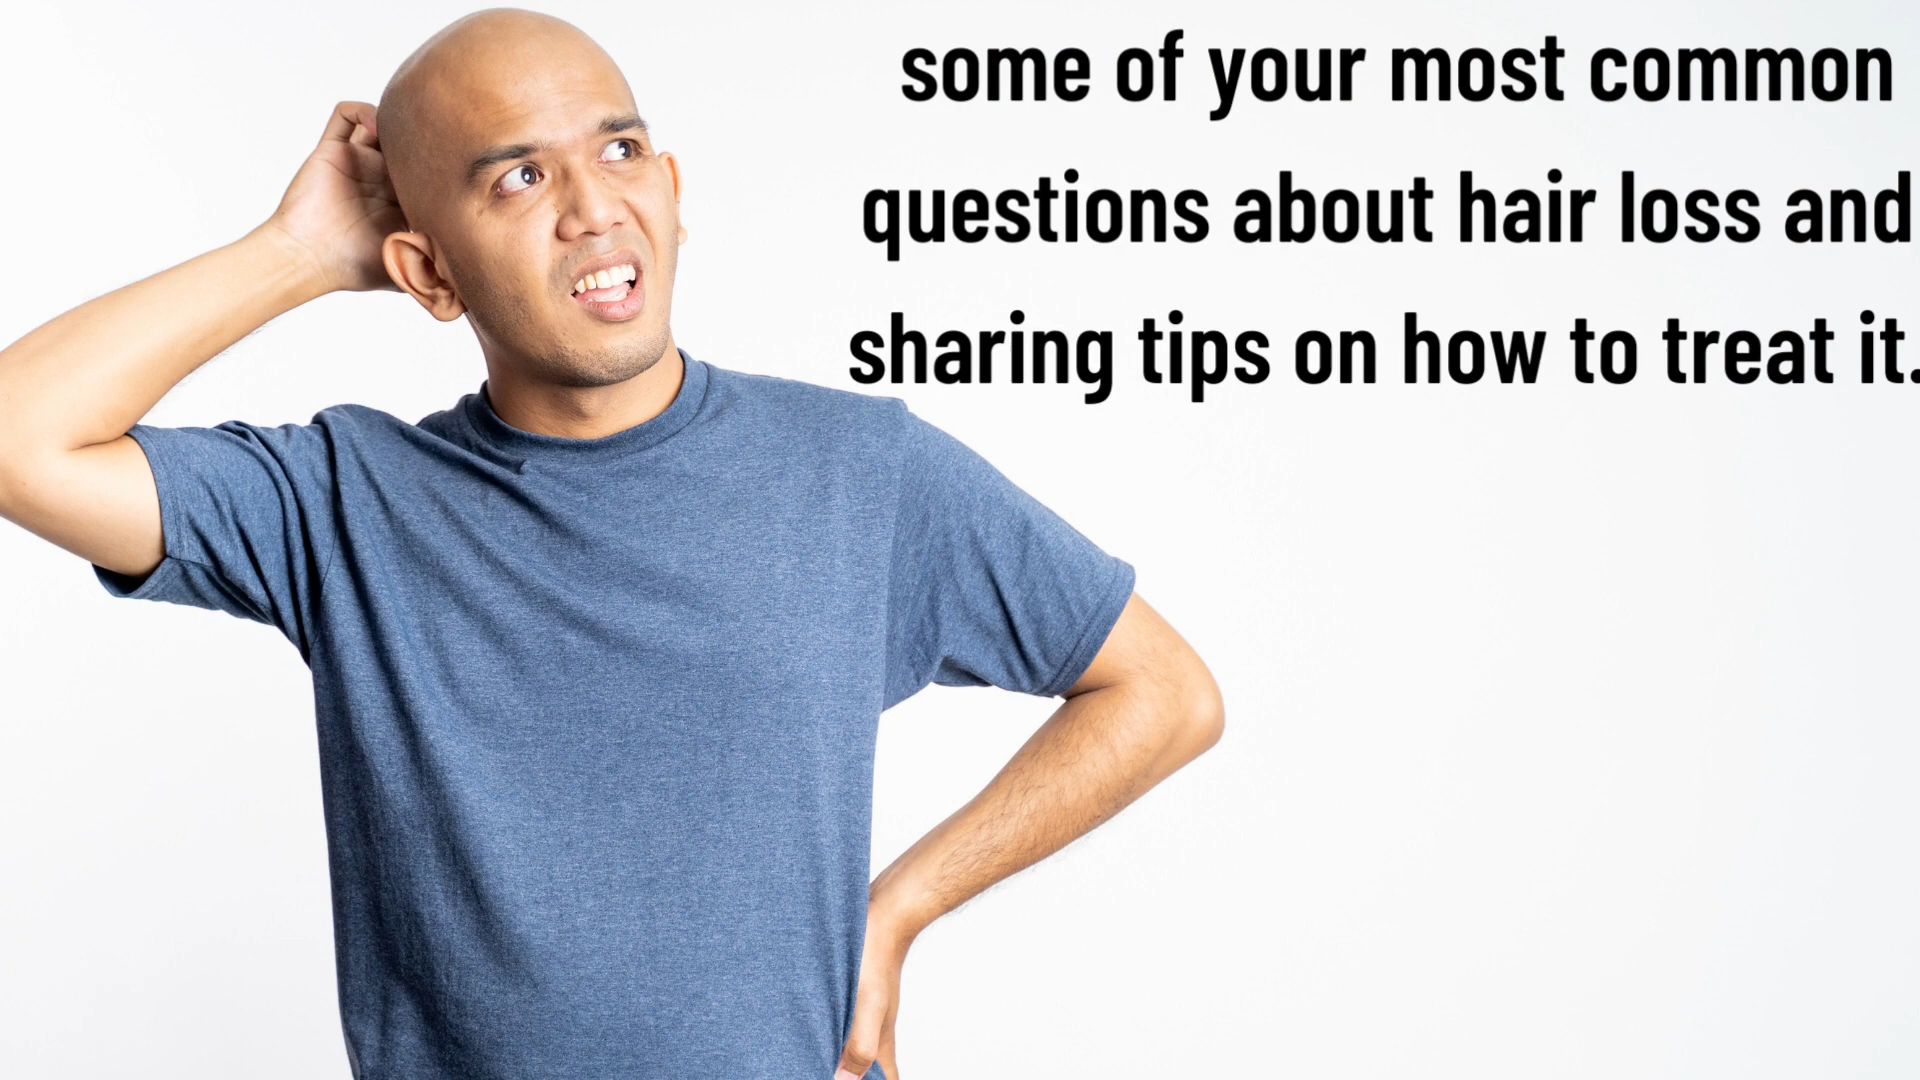 some of your most common
questions about hair loss and
sharing tips on how to treat it.